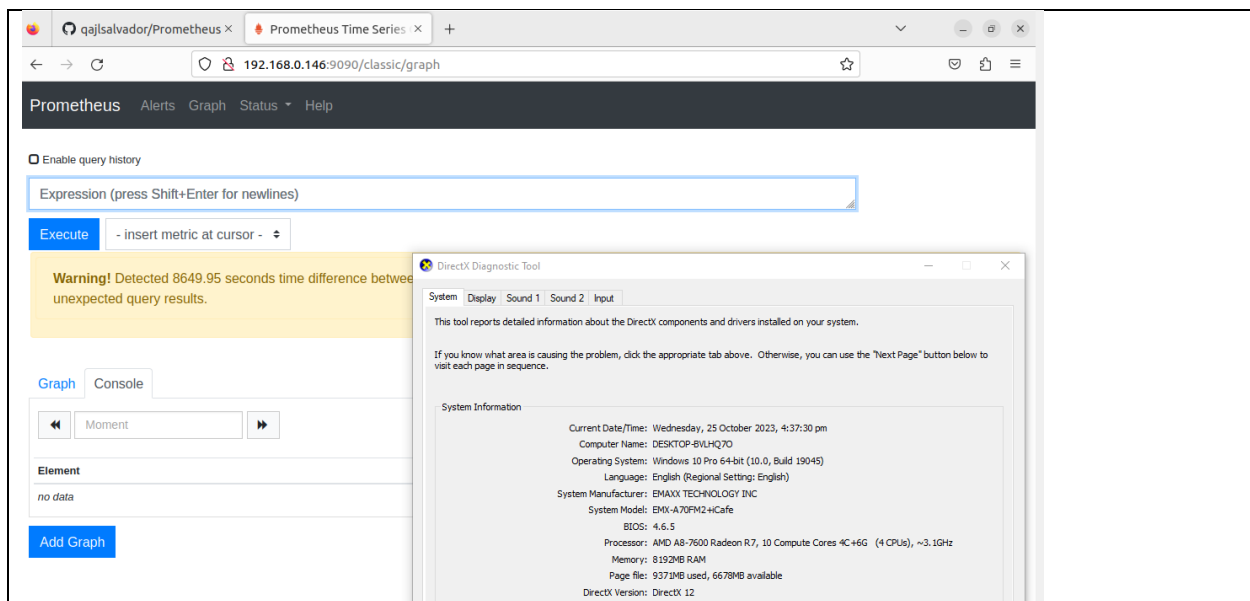 qajlsalvador/Prometheus
Prometheus Time Series
192.168.0.146:9090/classic/graph
Prometheus Alerts Graph Status Help
Enable query history
Expression (press Shift+Enter for newlines)
Execute - insert metric at cursor -
Warning! Detected 8649.95 seconds time difference betwee
unexpected query results.
Graph Console
Moment
Element
no data
Add Graph
DirectX Diagnostic Tool
System Display Sound 1 Sound 2 Input
This tool reports detailed information about the DirectX components and drivers installed on your system.
If you know what area is causing the problem, click the appropriate tab above. Otherwise, you can use the "Next Page" button below to
visit each page in sequence.
System Information
Current Date/Time: Wednesday, 25 October 2023, 4:37:30 pm
Computer Name: DESKTOP-BVLHQ7O
Operating System: Windows 10 Pro 64-bit (10.0, Build 19045)
Language: English (Regional Setting: English)
System Manufacturer: EMAXX TECHNOLOGY INC
System Model: EMX-A70FM2+iCafe
BIOS: 4.6.5
Processor: AMD A8-7600 Radeon R7, 10 Compute Cores 4C+6G (4 CPUs), ~3.1GHz
Memory: 8192MB RAM
Page file: 9371MB used, 6678MB available
DirectX Version: DirectX 12